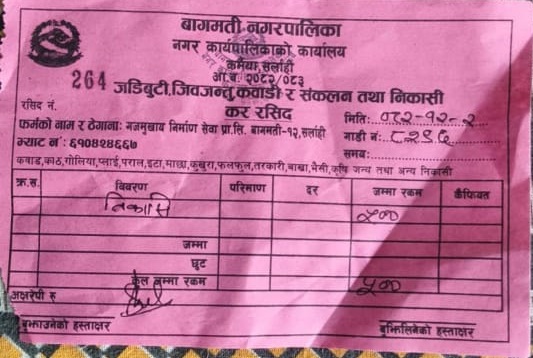 बागमती नगरपालिका
नगर कार्यपालिकाको कार्यालय
कर्मैया, सर्लाही
आ.व. २०८२/०८३
264 जडिबुटी, जिवजन्तु, कवाडी र संकलन तथा निकासी
कर रसिद
रसिद नं. मिति: ०८२-१२-२
फर्मको नाम र ठेगाना: गजमुखाय निर्माण सेवा प्रा.लि. बागमती-१२, सर्लाही गाडी नं:
भ्याट नं : ६१०४२४६६७ समय:
कवाड,काठ,गोलिया,प्लाई,पराल,इटा,माछा,कुखुरा,फलफुल,तरकारी,बाखा,भैसी,कृषि जन्य तथा अन्य निकासी
क्र.स. विवरण परिमाण दर जम्मा रकम कैफियत
निकासि ५००
जम्मा
छुट
कुल जम्मा रकम ५००
अक्षरेपी रु
बुझाउनेको हस्ताक्षर बुझिलिनेको हस्ताक्षर